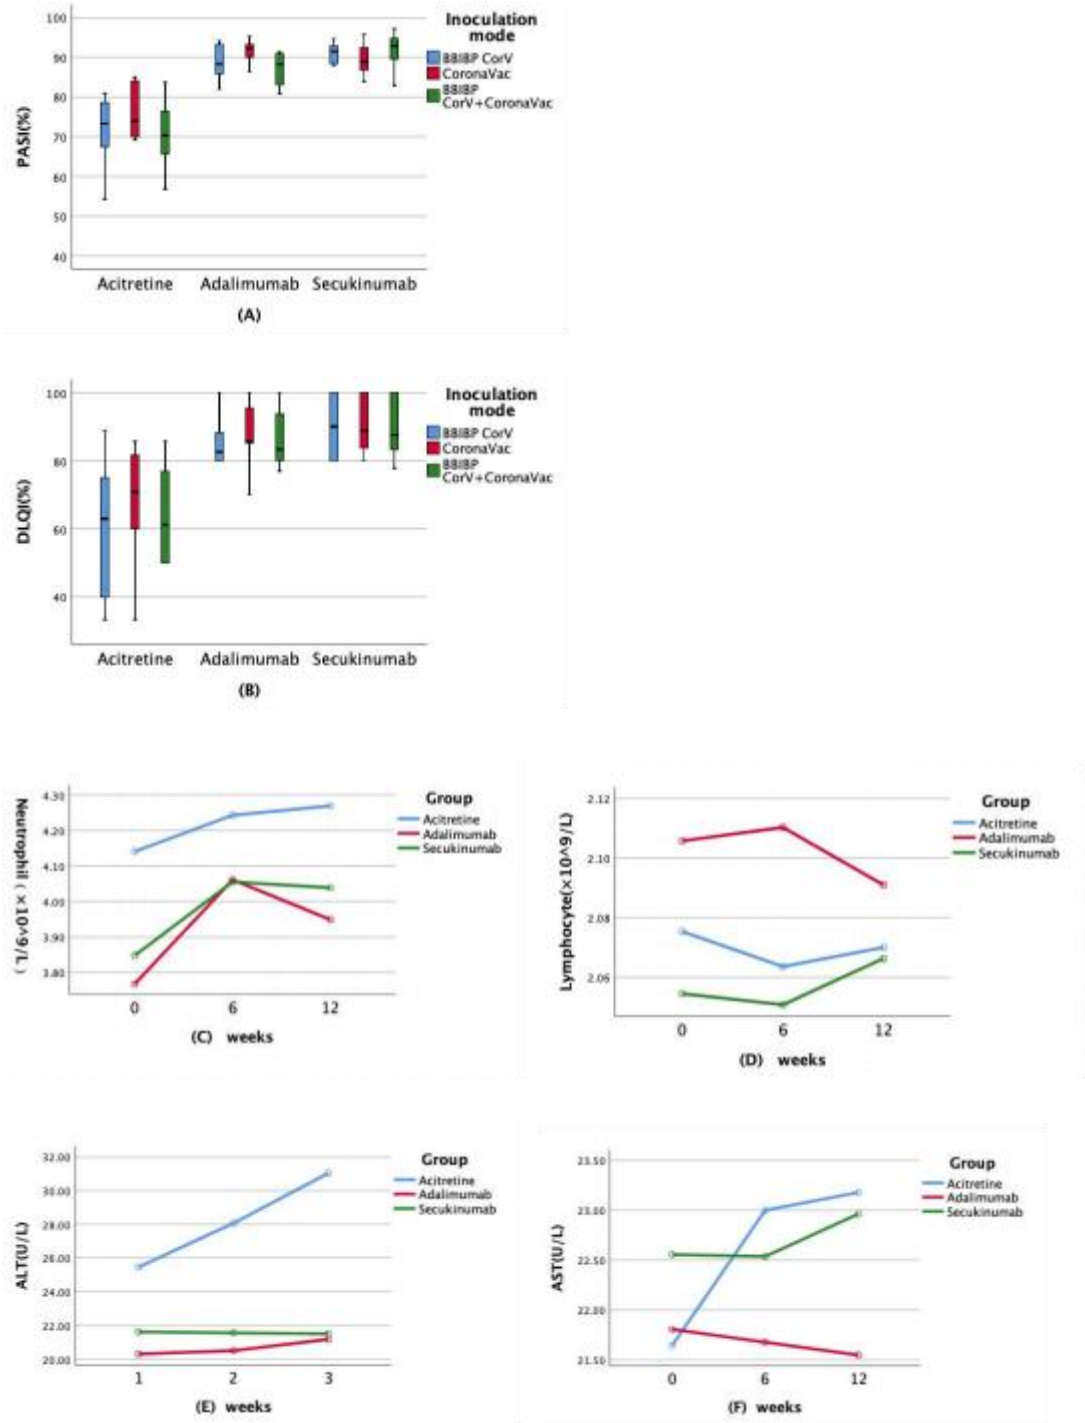 Inoculation
mode
BBIBP CorV
CoronaVac
BBIBP
CorV+CoronaVac
PASI(%)
100
90
80
70
60
50
40
Acitretine Adalimumab Secukinumab
(A)
Inoculation
mode
BBIBP CorV
CoronaVac
BBIBP
CorV+CoronaVac
DLQI(%)
100
80
60
40
Acitretine Adalimumab Secukinumab
(B)
Neutrophil（×10^9/L）
4.30
4.20
4.10
4.00
3.90
3.80
0 6 12
(C) weeks
Group
Acitretine
Adalimumab
Secukinumab
Lymphocyte(×10^9/L)
2.12
2.10
2.08
2.06
0 6 12
(D) weeks
Group
Acitretine
Adalimumab
Secukinumab
ALT(U/L)
32.00
30.00
28.00
26.00
24.00
22.00
20.00
1 2 3
(E) weeks
Group
Acitretine
Adalimumab
Secukinumab
AST(U/L)
23.50
23.00
22.50
22.00
21.50
0 6 12
(F) weeks
Group
Acitretine
Adalimumab
Secukinumab